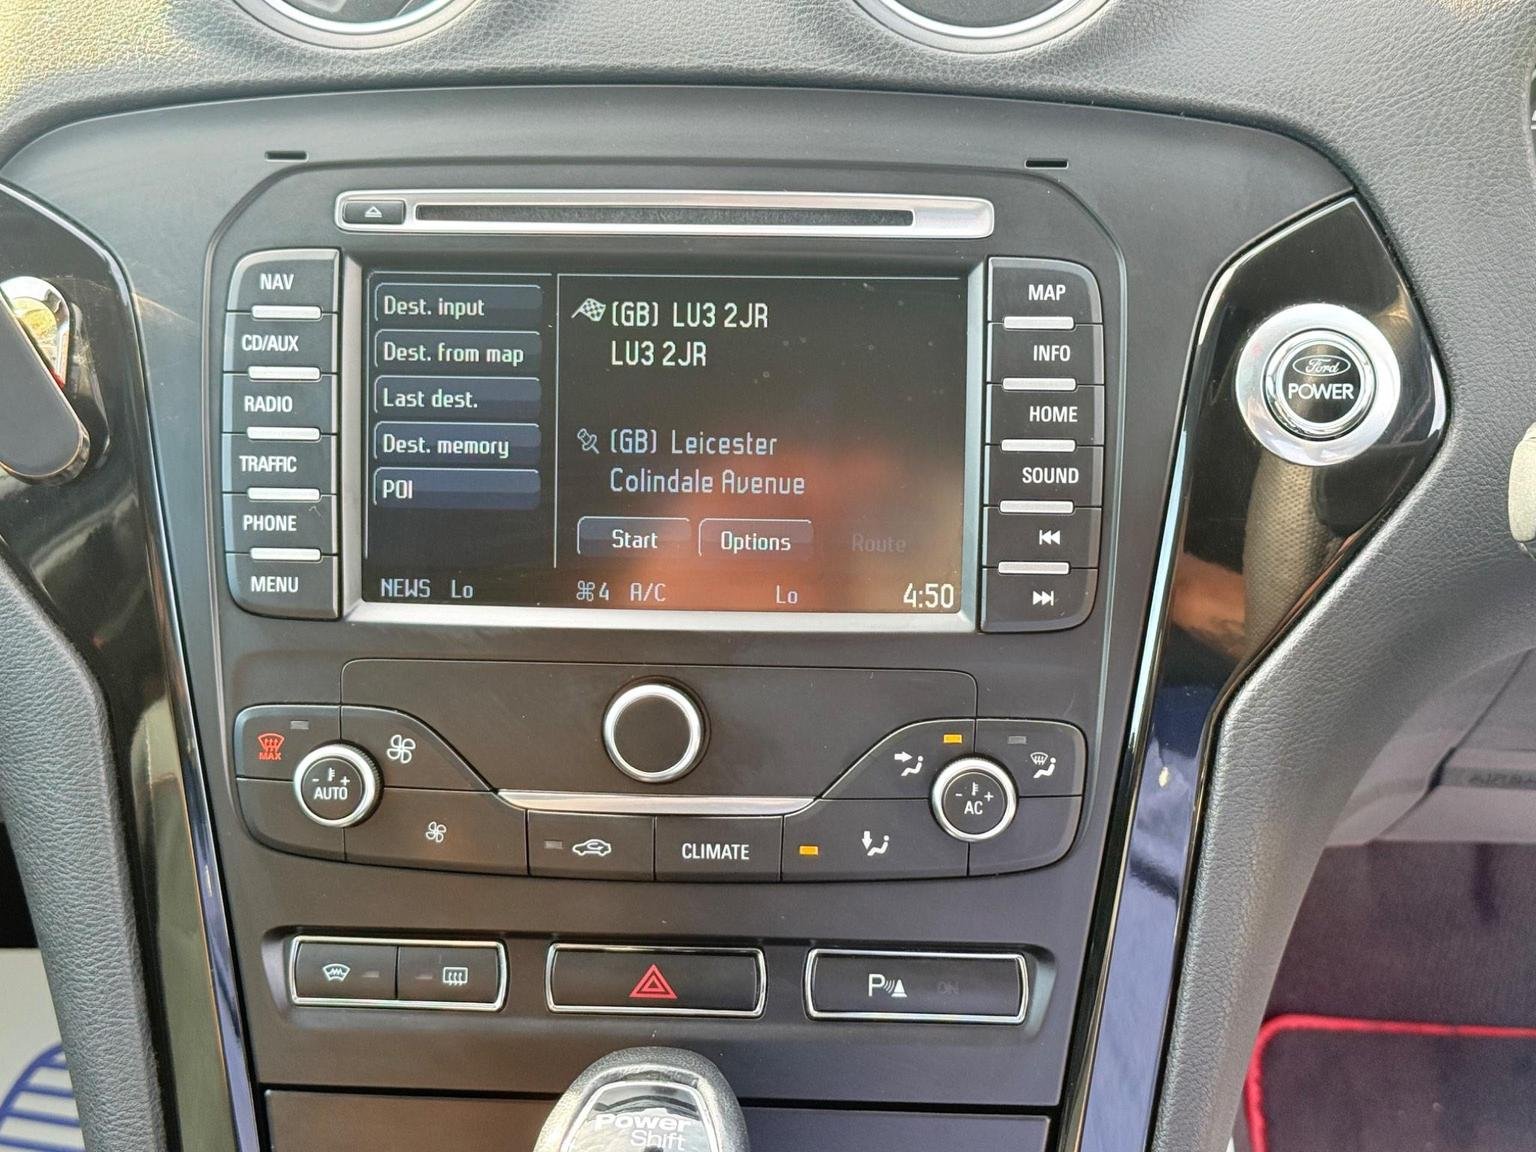 NAV
CD/AUX
RADIO
TRAFFIC
PHONE
MENU
Dest. input
Dest. from map
Last dest.
Dest. memory
POI
(GB) LU3 2JR
LU3 2JR
(GB) Leicester
Colindale Avenue
Start
Options
Route
NEWS Lo
4 A/C
Lo
4:50
MAP
INFO
HOME
SOUND
Ford
POWER
MAX
- +
AUTO
- +
AC
CLIMATE
P
ON
Power
Shift